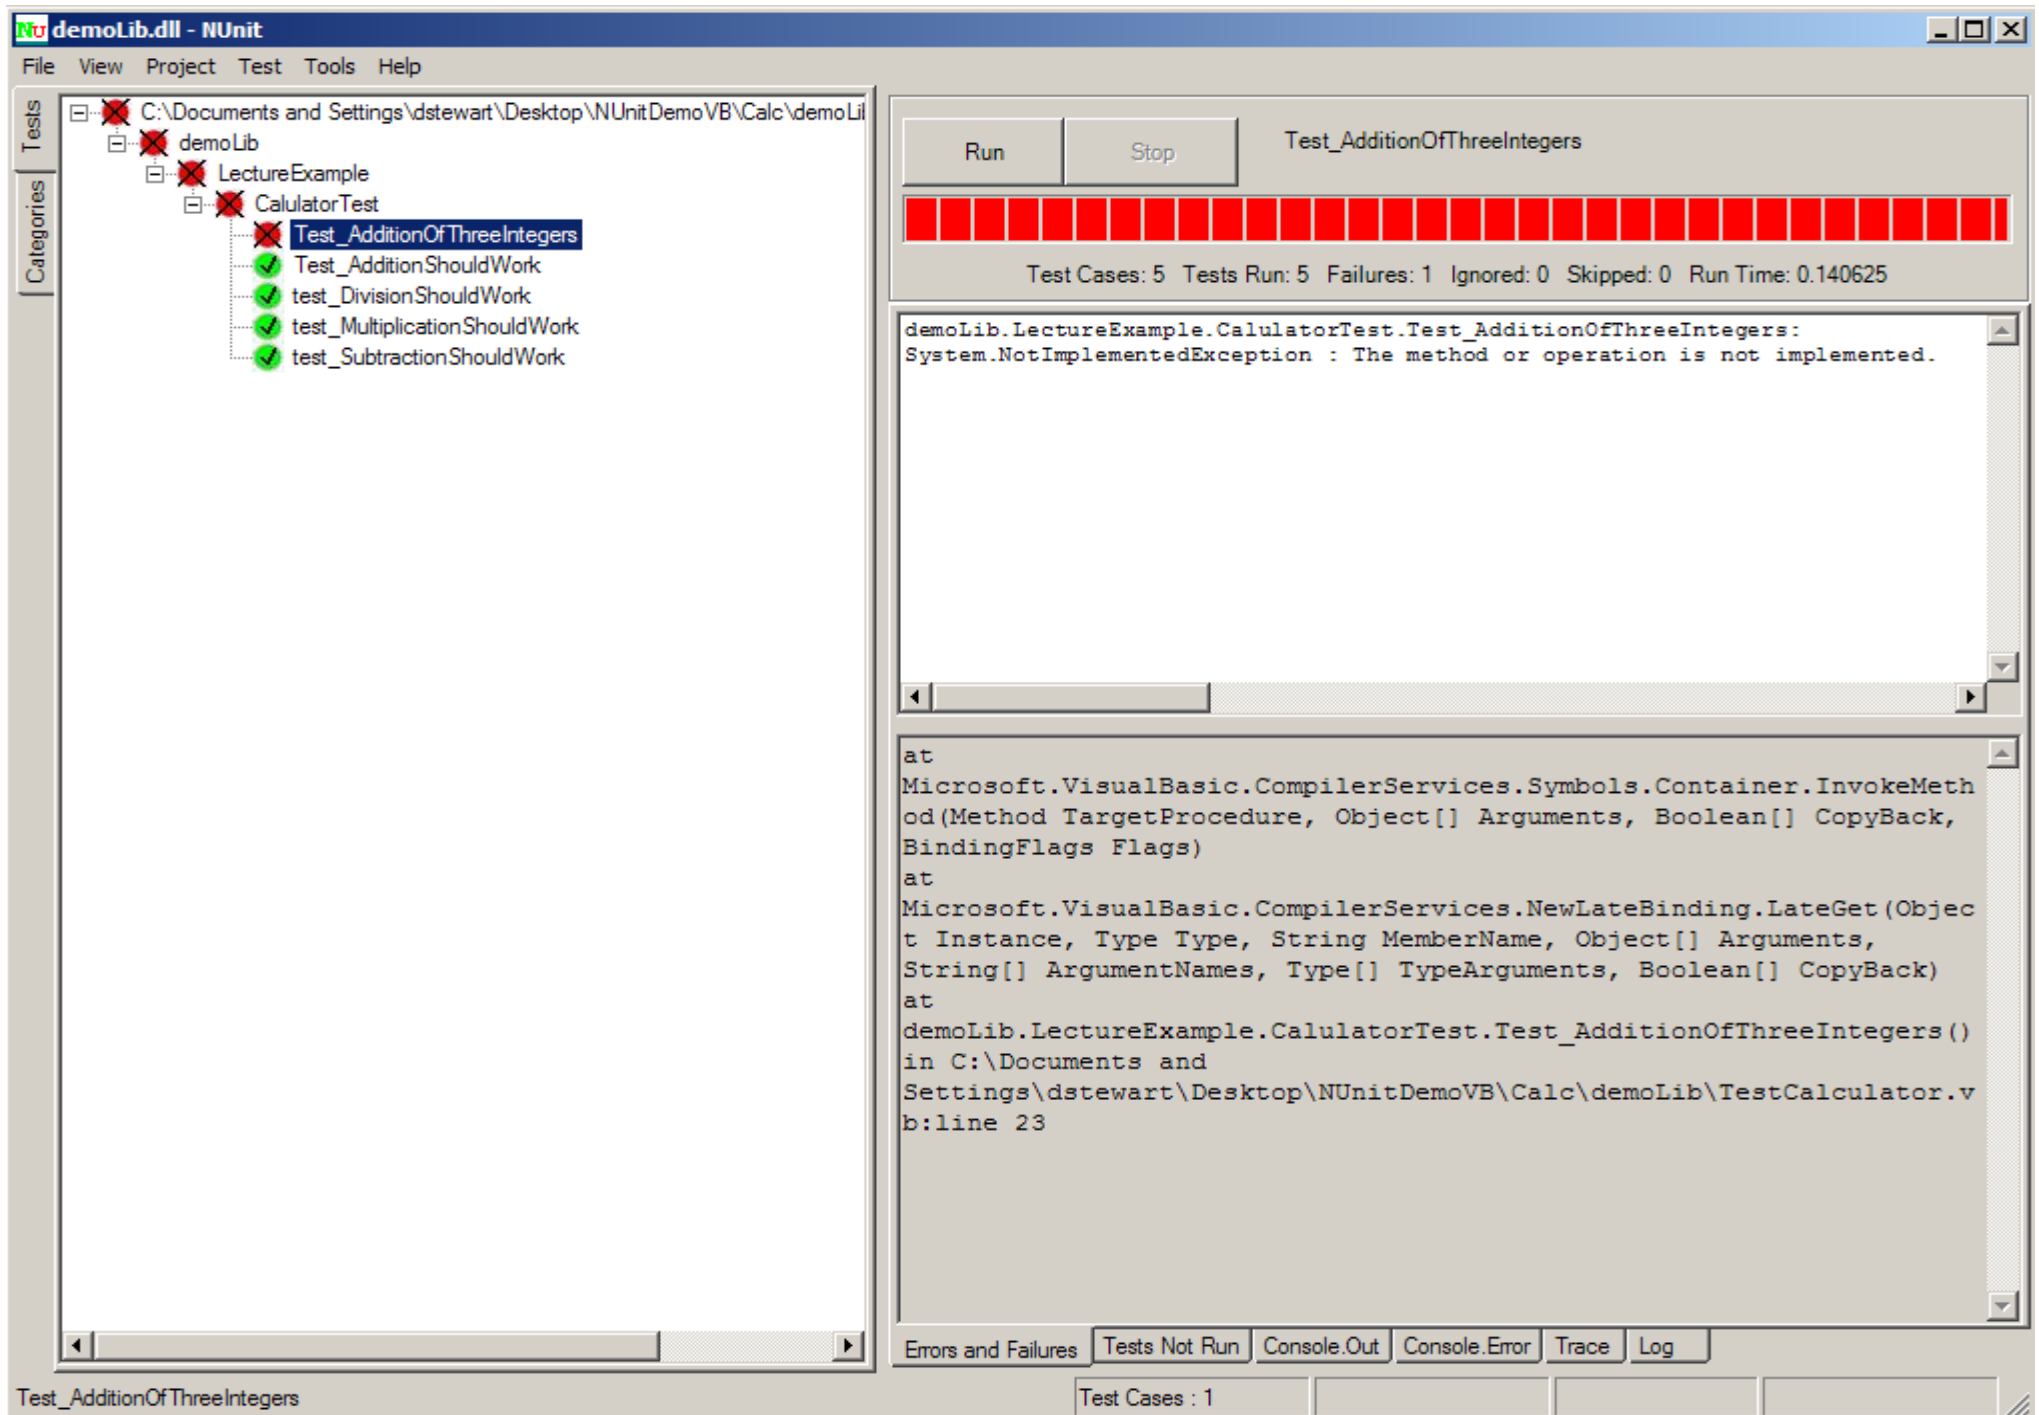 Nu demoLib.dll - NUnit
File View Project Test Tools Help
Tests
Categories
C:\Documents and Settings\dstewart\Desktop\NUnitDemoVB\Calc\demoLi
demoLib
LectureExample
CalulatorTest
Test_AdditionOfThreeIntegers
Test_AdditionShouldWork
test_DivisionShouldWork
test_MultiplicationShouldWork
test_SubtractionShouldWork
Run Stop Test_AdditionOfThreeIntegers
Test Cases: 5 Tests Run: 5 Failures: 1 Ignored: 0 Skipped: 0 Run Time: 0.140625
demoLib.LectureExample.CalulatorTest.Test_AdditionOfThreeIntegers:
System.NotImplementedException : The method or operation is not implemented.
at
Microsoft.VisualBasic.CompilerServices.Symbols.Container.InvokeMeth
od(Method TargetProcedure, Object[] Arguments, Boolean[] CopyBack,
BindingFlags Flags)
at
Microsoft.VisualBasic.CompilerServices.NewLateBinding.LateGet(Objec
t Instance, Type Type, String MemberName, Object[] Arguments,
String[] ArgumentNames, Type[] TypeArguments, Boolean[] CopyBack)
at
demoLib.LectureExample.CalulatorTest.Test_AdditionOfThreeIntegers()
in C:\Documents and
Settings\dstewart\Desktop\NUnitDemoVB\Calc\demoLib\TestCalculator.v
b:line 23
Errors and Failures Tests Not Run Console.Out Console.Error Trace Log
Test_AdditionOfThreeIntegers Test Cases : 1